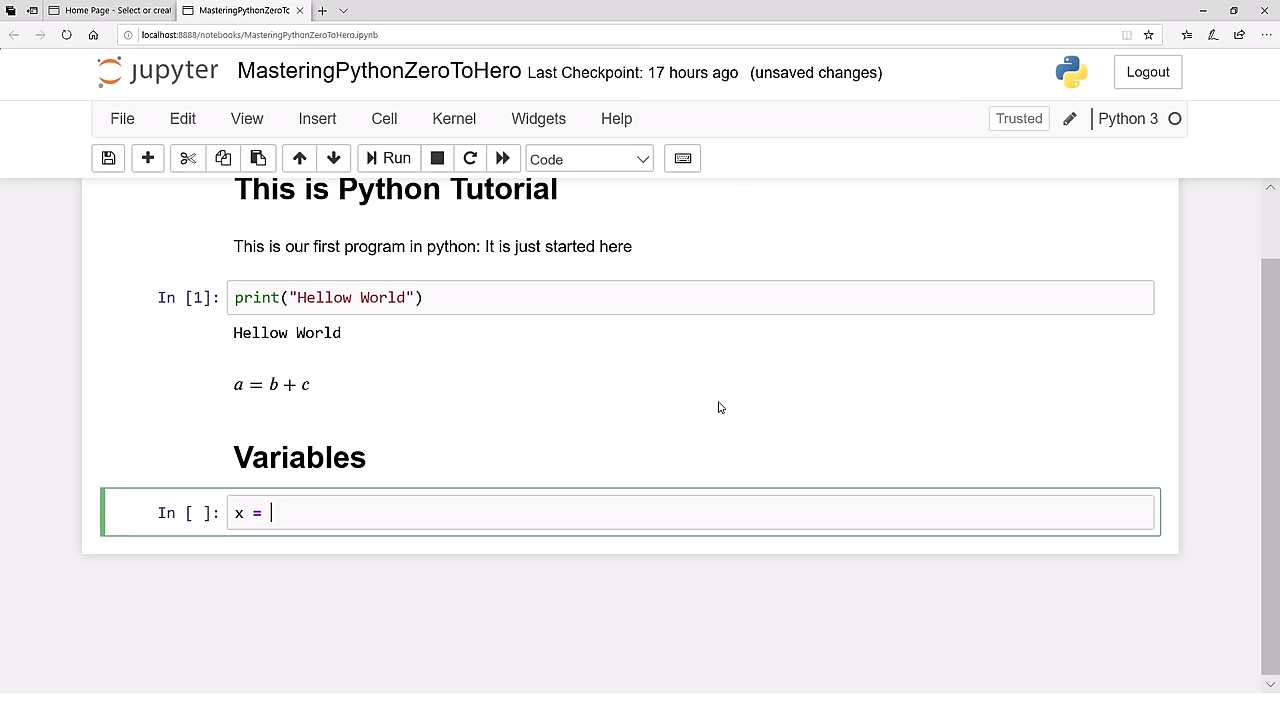 Home Page - Select or creat
MasteringPythonZeroToC
localhost:8888/notebooks/MasteringPythonZeroToHero.ipynb
jupyter MasteringPythonZeroToHero Last Checkpoint: 17 hours ago (unsaved changes)
Logout
File Edit View Insert Cell Kernel Widgets Help
Trusted Python 3
Run Code
This is Python Tutorial
This is our first program in python: It is just started here
In [1]: print("Hellow World")
Hellow World
a = b + c
Variables
In [ ]: x =